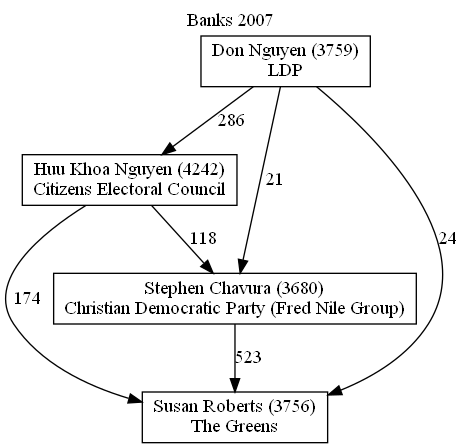 Banks 2007
Don Nguyen (3759)
LDP
286
Huu Khoa Nguyen (4242)
Citizens Electoral Council
21
24
118
174
Stephen Chavura (3680)
Christian Democratic Party (Fred Nile Group)
523
Susan Roberts (3756)
The Greens